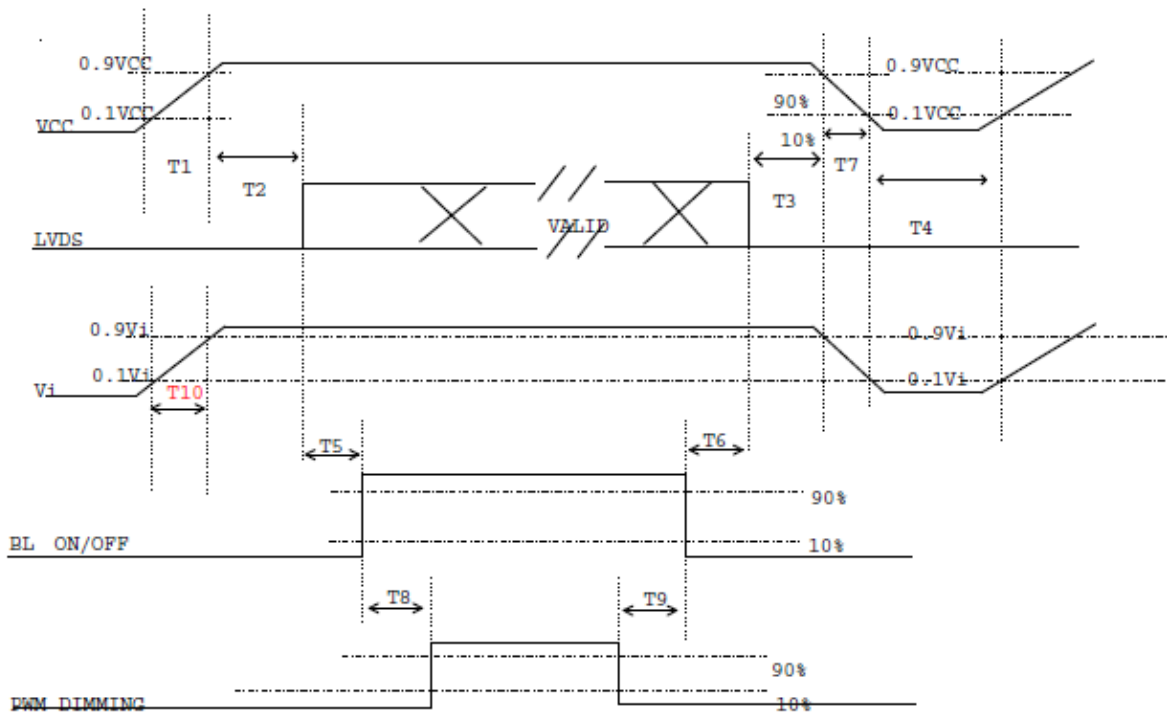 0.9VCC
0.9VCC
0.1VCC
90%
0.1VCC
VCC
10%
T1
T7
T2
T3
LVDS
VALID
T4
0.9Vi
0.9Vi
0.1Vi
0.1Vi
Vi
T10
T5
T6
90%
BL ON/OFF
10%
T8
T9
90%
PWM DIMMING
10%